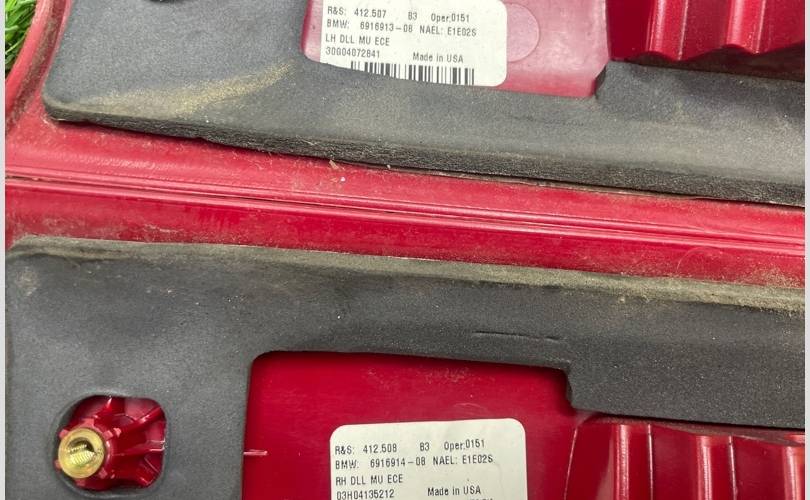 R&S: 412.507 B3 Oper.0151
BMW: 6916913-08 NAEL: E1E02S
LH DLL MU ECE
30G04072841 Made in USA
R&S: 412.508 B3 Oper.0151
BMW: 6916914-08 NAEL: E1E02S
RH DLL MU ECE
03H04135212 Made in USA